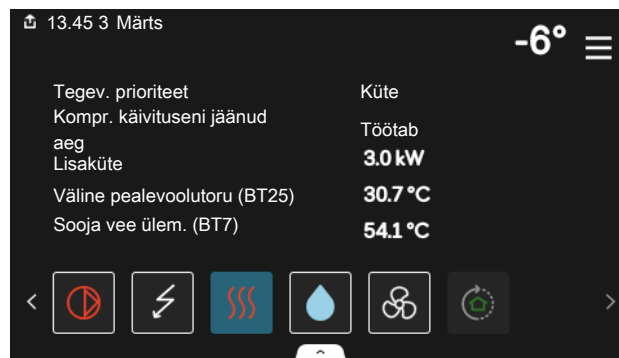 13.45 3 Märts
-6°
Tegev. prioriteet Küte
Kompr. käivituseni jäänud
aeg Töötab
Lisaküte 3.0 kW
Väline pealevoolutoru (BT25) 30.7 °C
Sooja vee ülem. (BT7) 54.1 °C